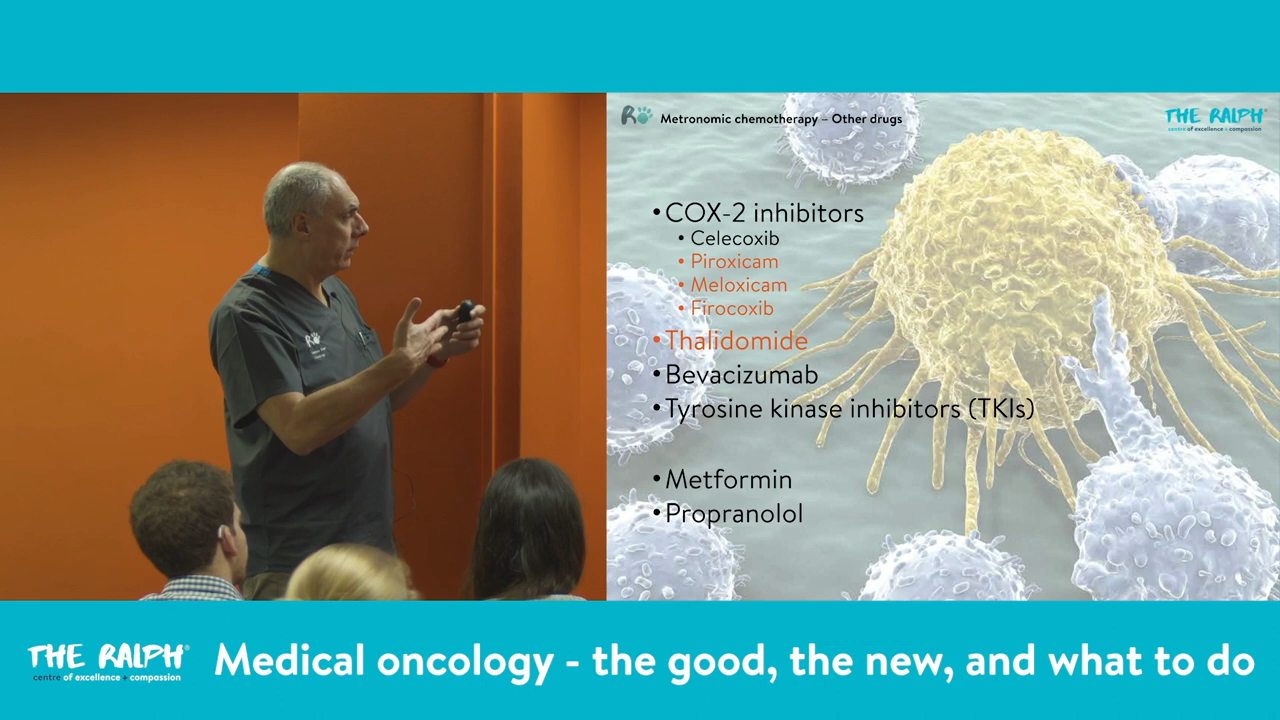 Metronomic chemotherapy – Other drugs
THE RALPH®
centre of excellence + compassion
• COX-2 inhibitors
• Celecoxib
• Piroxicam
• Meloxicam
• Firocoxib
• Thalidomide
• Bevacizumab
• Tyrosine kinase inhibitors (TKIs)
• Metformin
• Propranolol
THE RALPH®
centre of excellence + compassion
Medical oncology - the good, the new, and what to do